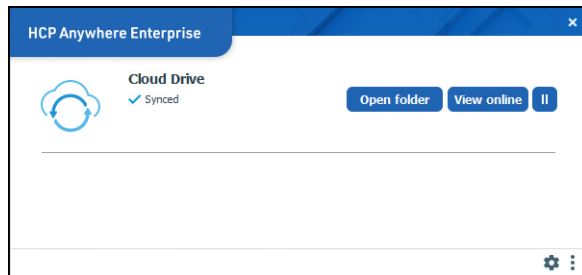 HCP Anywhere Enterprise
Cloud Drive
Synced
Open folder
View online